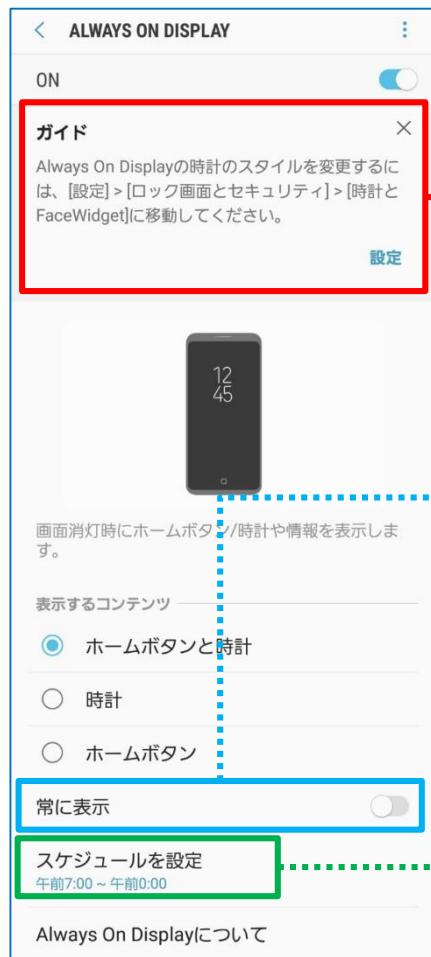 ALWAYS ON DISPLAY
ON
ガイド
Always On Displayの時計のスタイルを変更するに
は、[設定] > [ロック画面とセキュリティ] > [時計と
FaceWidget]に移動してください。
設定
12
45
画面消灯時にホームボタン/時計や情報を表示しま
す。
表示するコンテンツ
ホームボタンと時計
時計
ホームボタン
常に表示
スケジュールを設定
午前7:00 ~ 午前0:00
Always On Displayについて